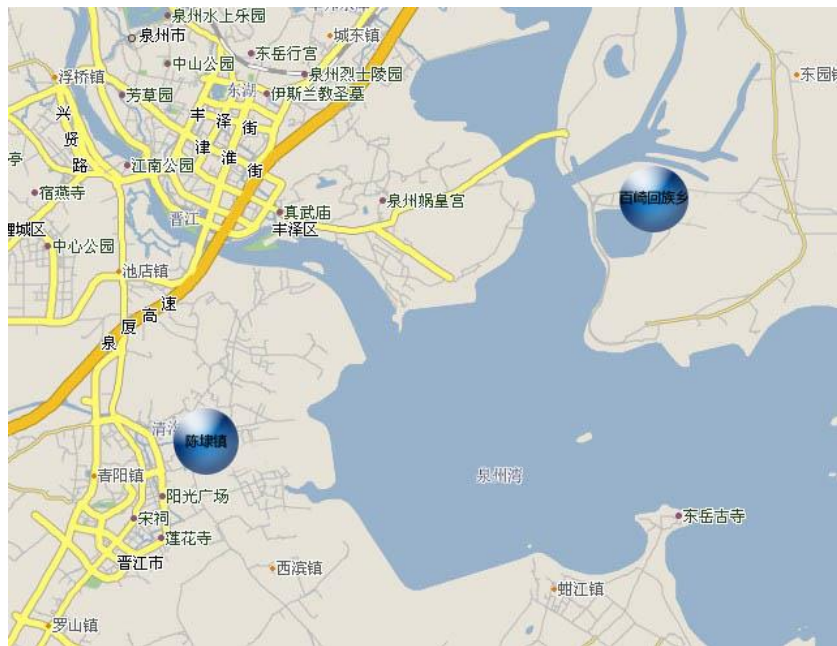 泉州水上乐园
城东镇
泉州市
东岳行宫
中山公园
泉州烈士陵园
东园镇
浮桥镇
芳草园
东湖
伊斯兰教圣墓
兴贤路
丰泽街
津淮街
亭
江南公园
宿燕寺
百崎回族乡
泉州娲皇宫
晋江
真武庙
丰泽区
鲤城区
中心公园
池店镇
泉厦高速
陈埭镇
青阳镇
泉州湾
阳光广场
东岳古寺
宋祠
莲花寺
晋江市
西滨镇
蚶江镇
罗山镇